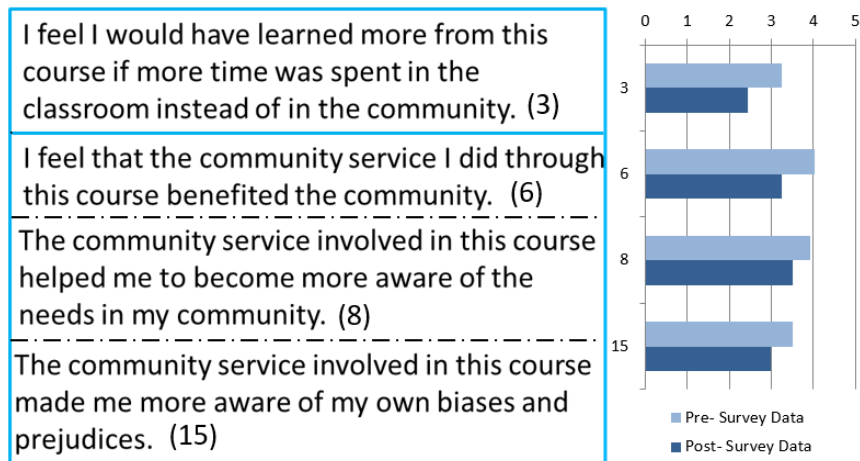 I feel I would have learned more from this
course if more time was spent in the
classroom instead of in the community. (3)
I feel that the community service I did through
this course benefited the community. (6)
The community service involved in this course
helped me to become more aware of the
needs in my community. (8)
The community service involved in this course
made me more aware of my own biases and
prejudices. (15)
0 1 2 3 4 5
3
6
8
15
Pre- Survey Data
Post- Survey Data